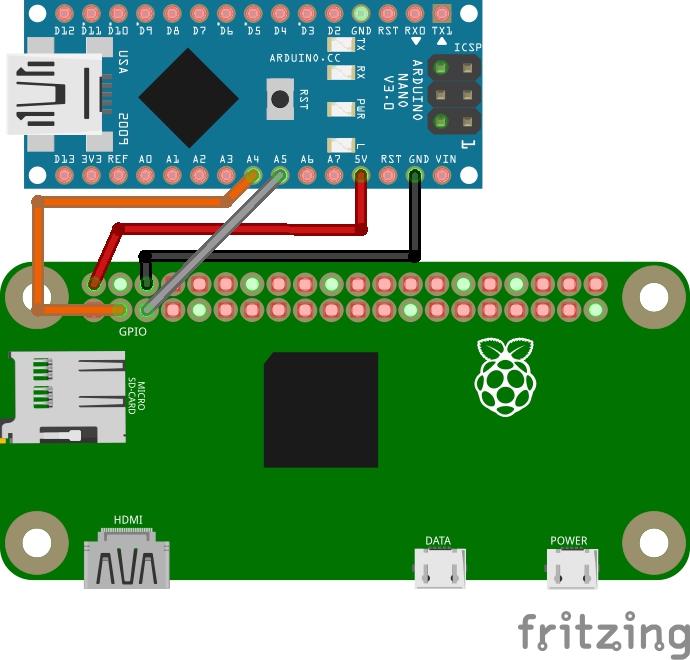 D12 D11 D10 D9 D8 D7 D6 D5 D4 D3 D2 GND RST RX0 TX1
TX
RX
PWR
L
ARDUINO.CC
RST
ARDUINO
NANO
V3.0
ICSP
1
USA
2009
D13 3V3 REF A0 A1 A2 A3 A4 A5 A6 A7 5V RST GND VIN
GPIO
MICRO
SD-CARD
HDMI
DATA
POWER
fritzing